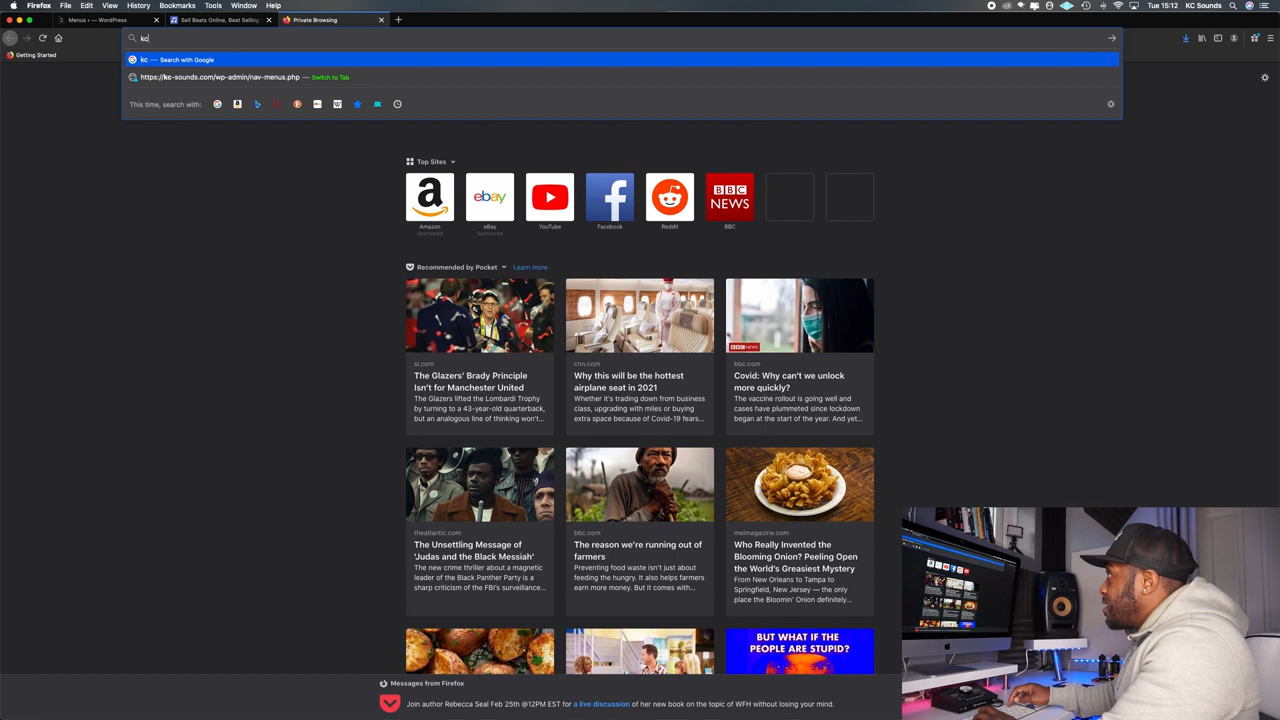 Firefox File Edit View History Bookmarks Tools Window Help
Tue 15:12 KC Sounds
Menus ‹ — WordPress
Sell Beats Online, Beat Selling
Private Browsing
kc
Getting Started
kc — Search with Google
https://kc-sounds.com/wp-admin/nav-menus.php — Switch to Tab
This time, search with:
Top Sites
Amazon
Sponsored
ebay
eBay
Sponsored
YouTube
Facebook
Reddit
BBC
NEWS
BBC
Recommended by Pocket Learn more
si.com
The Glazers' Brady Principle
Isn't for Manchester United
The Glazers lifted the Lombardi Trophy
by turning to a 43-year-old quarterback,
but an analogous line of thinking won't...
cnn.com
Why this will be the hottest
airplane seat in 2021
Whether it's trading down from business
class, upgrading with miles or buying
extra space because of Covid-19 fears...
BBC NEWS
bbc.com
Covid: Why can't we unlock
more quickly?
The vaccine rollout is going well and
cases have plummeted since lockdown
began at the start of the year. And yet...
theatlantic.com
The Unsettling Message of
'Judas and the Black Messiah'
The new crime thriller about a magnetic
leader of the Black Panther Party is a
sharp criticism of the FBI's surveillance...
bbc.com
The reason we're running out of
farmers
Preventing food waste isn't just about
feeding the hungry. It also helps farmers
earn more money. But it comes with...
melmagazine.com
Who Really Invented the
Blooming Onion? Peeling Open
the World's Greasiest Mystery
From New Orleans to Tampa to
Springfield, New Jersey — the only
place the Bloomin' Onion definitely...
BUT WHAT IF THE
PEOPLE ARE STUPID?
Messages from Firefox
Join author Rebecca Seal Feb 25th @12PM EST for a live discussion of her new book on the topic of WFH without losing your mind.